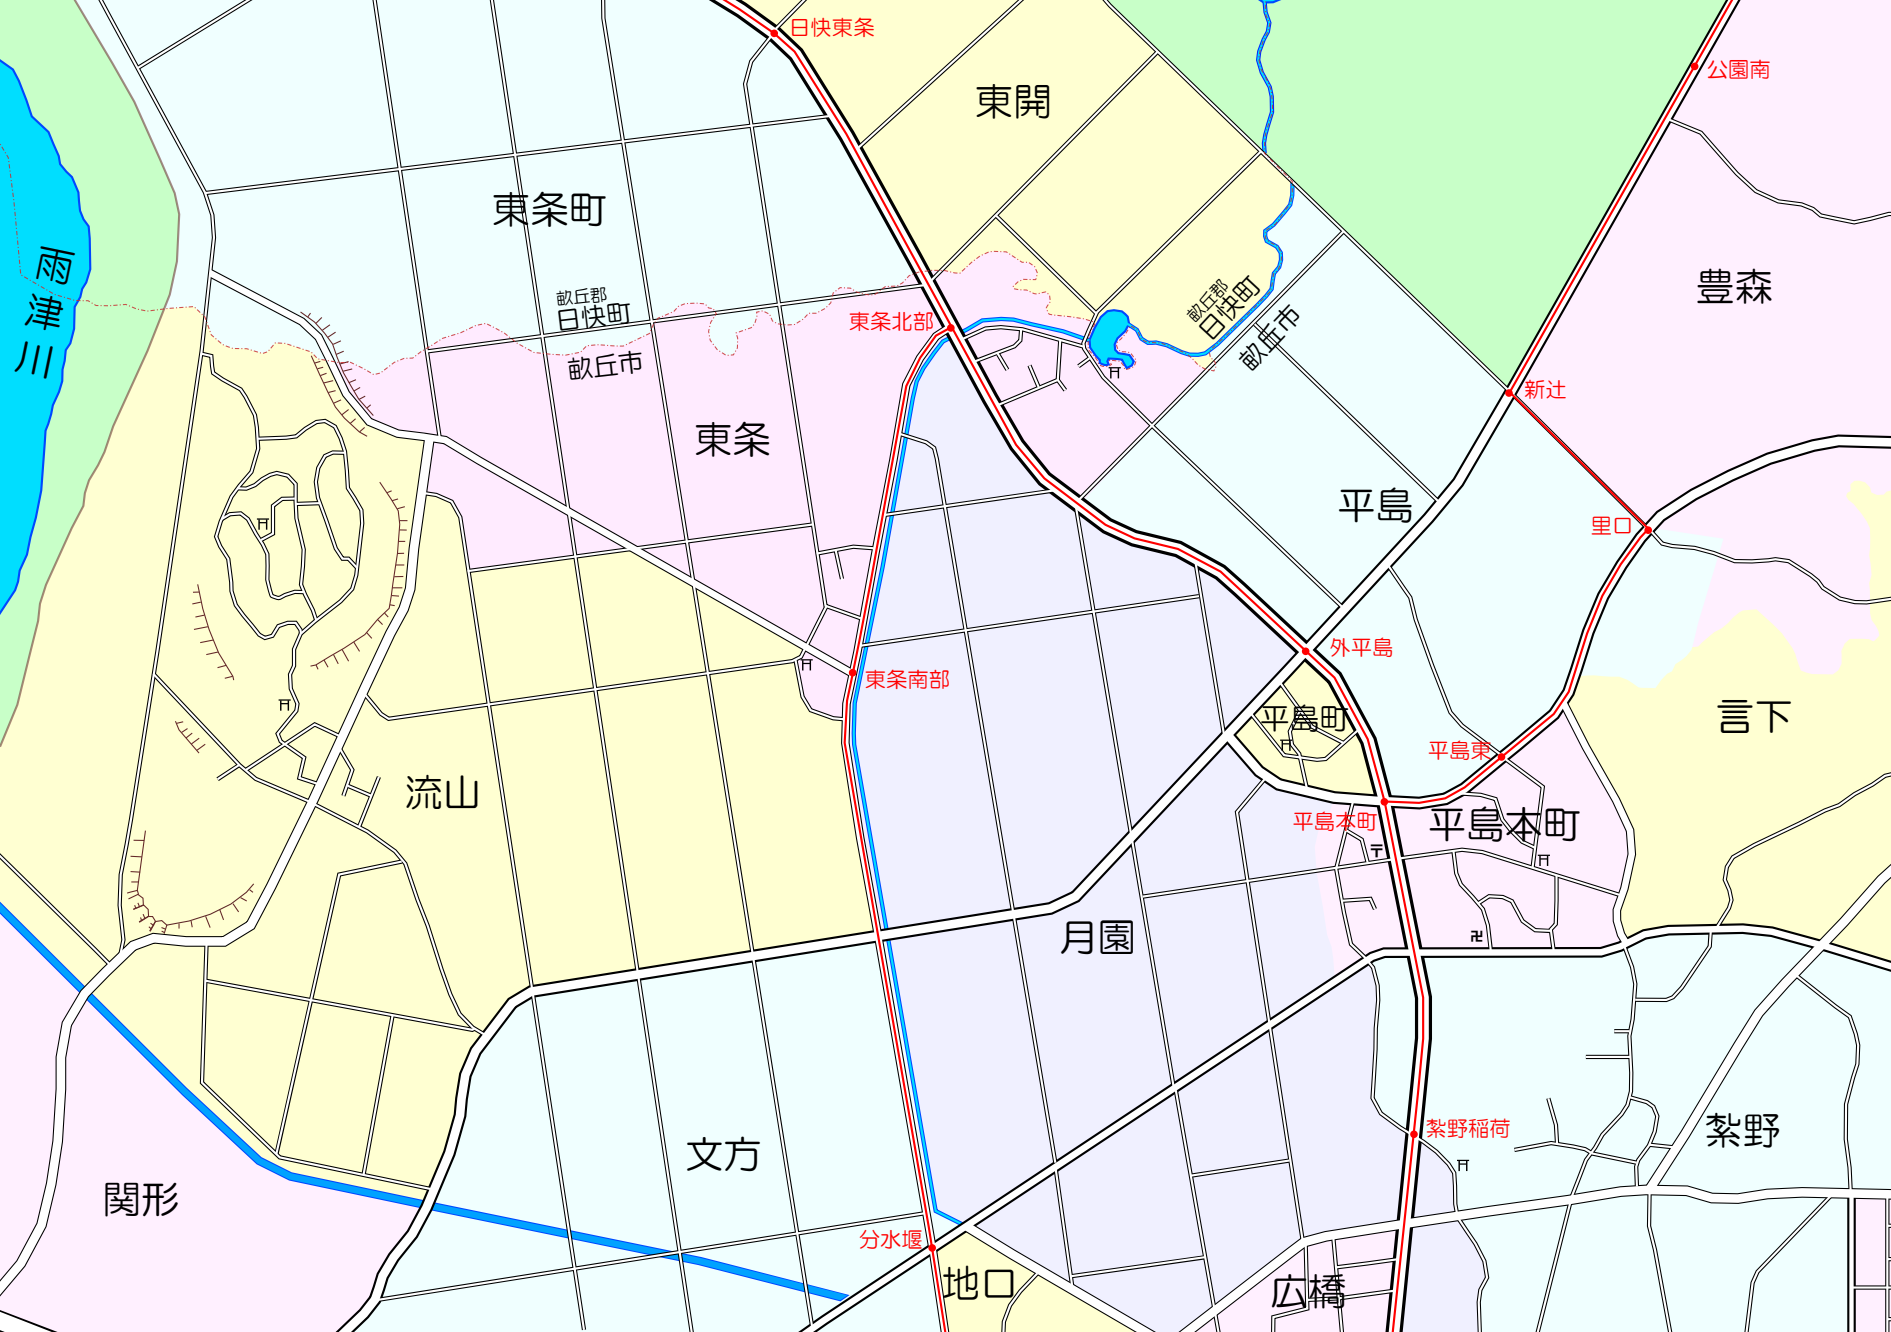 日快東条
公園南
東開
東条町
雨津川
豊森
畝丘郡
日快町
畝丘郡
日快町
東条北部
畝丘市
畝丘市
新辻
東条
平島
里口
外平島
東条南部
平島町
言下
平島東
流山
平島本町
平島本町
〒
月園
卍
紮野稲荷
紮野
文方
関形
分水堰
地口
広橋